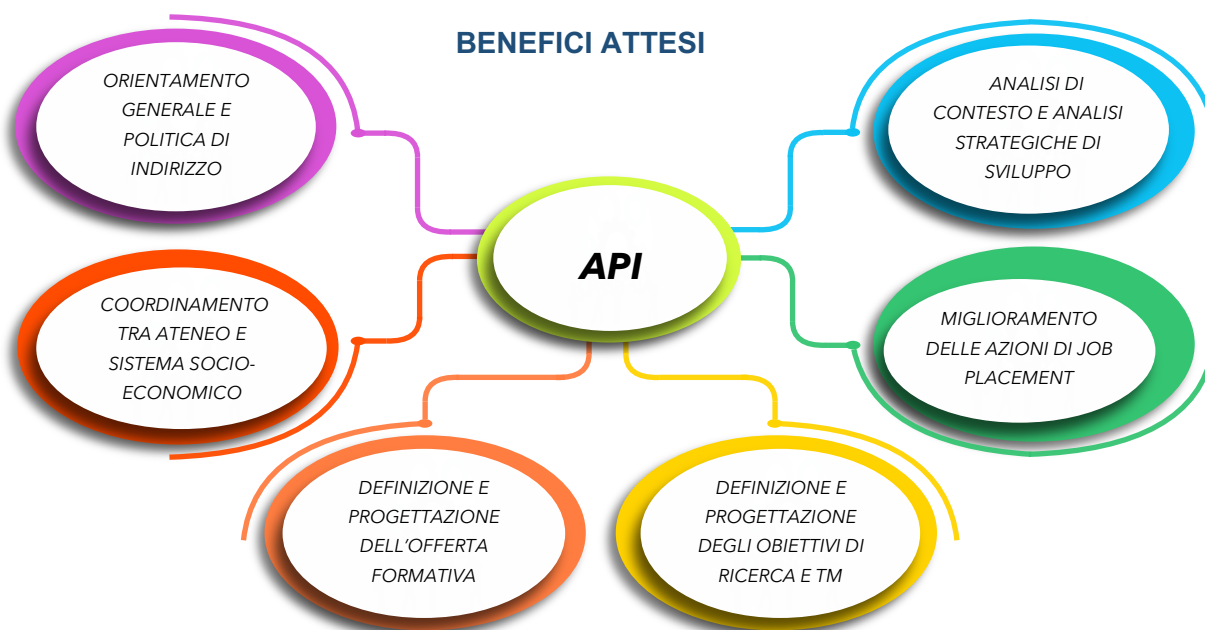 BENEFICI ATTESI
ORIENTAMENTO
GENERALE E
POLITICA DI
INDIRIZZO
ANALISI DI
CONTESTO E ANALISI
STRATEGICHE DI
SVILUPPO
API
COORDINAMENTO
TRA ATENEO E
SISTEMA SOCIO-
ECONOMICO
MIGLIORAMENTO
DELLE AZIONI DI JOB
PLACEMENT
DEFINIZIONE E
PROGETTAZIONE
DELL’OFFERTA
FORMATIVA
DEFINIZIONE E
PROGETTAZIONE
DEGLI OBIETTIVI DI
RICERCA E TM